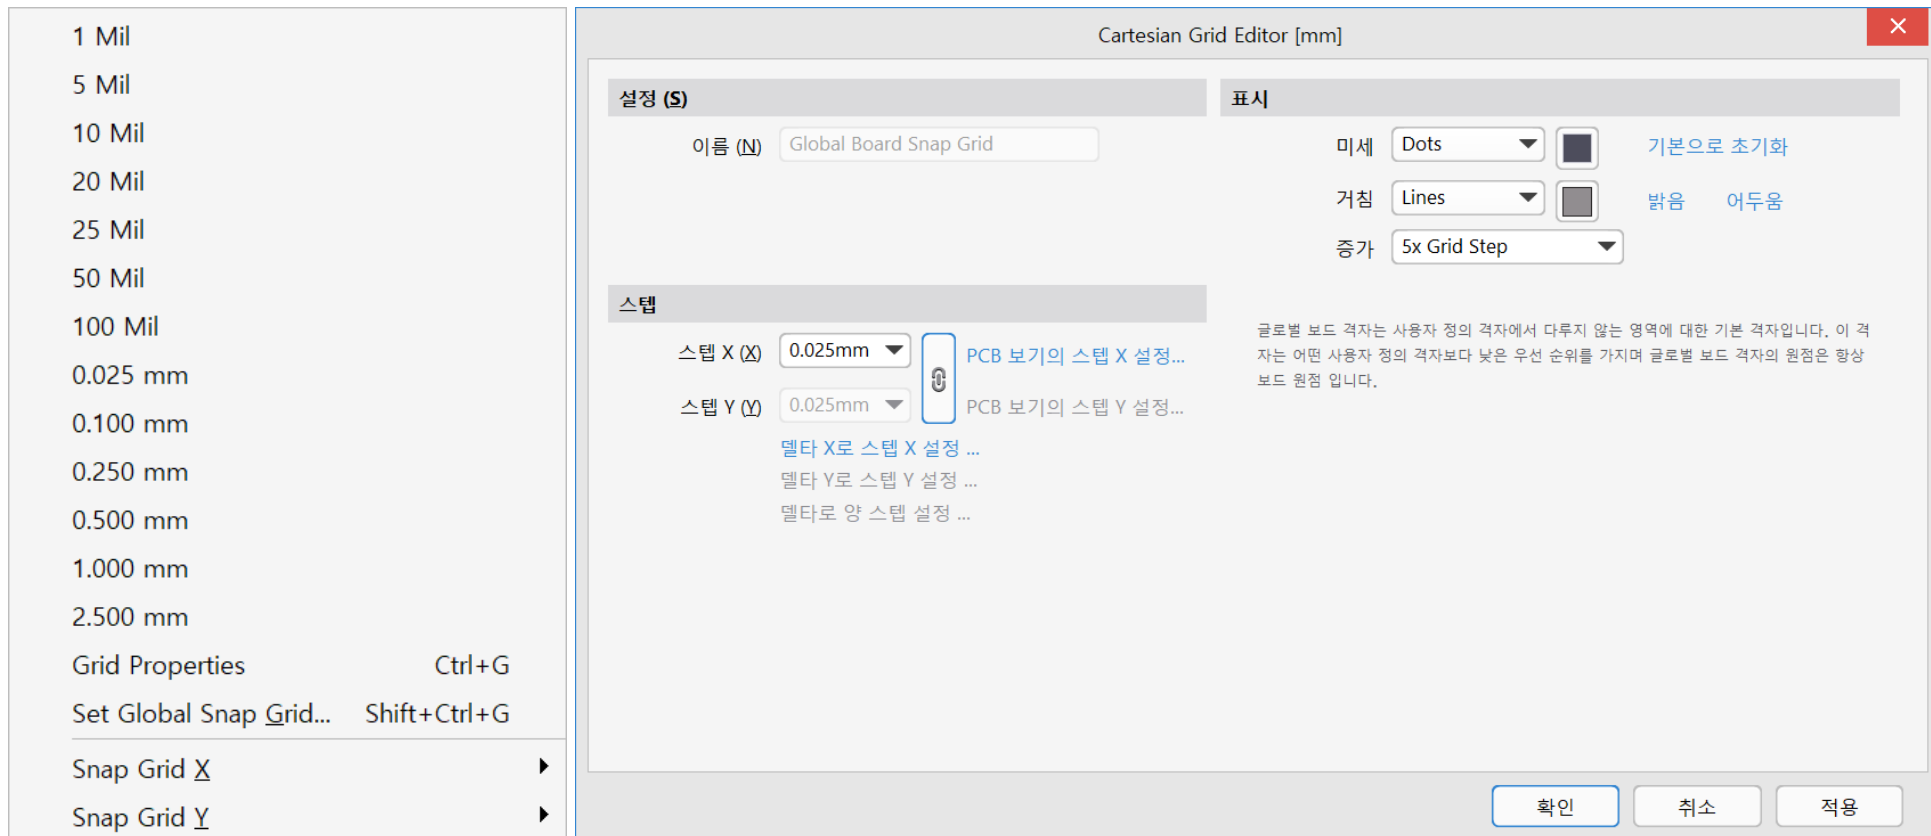 1 Mil
5 Mil
10 Mil
20 Mil
25 Mil
50 Mil
100 Mil
0.025 mm
0.100 mm
0.250 mm
0.500 mm
1.000 mm
2.500 mm
Grid Properties Ctrl+G
Set Global Snap Grid... Shift+Ctrl+G
Snap Grid X
Snap Grid Y
Cartesian Grid Editor [mm]
설정 (S)
이름 (N) Global Board Snap Grid
스텝
스텝 X (X) 0.025mm PCB 보기의 스텝 X 설정...
스텝 Y (Y) 0.025mm PCB 보기의 스텝 Y 설정...
델타 X로 스텝 X 설정 ...
델타 Y로 스텝 Y 설정 ...
델타로 양 스텝 설정 ...
표시
미세 Dots 기본으로 초기화
거침 Lines 밝음 어두움
증가 5x Grid Step
글로벌 보드 격자는 사용자 정의 격자에서 다루지 않는 영역에 대한 기본 격자입니다. 이 격
자는 어떤 사용자 정의 격자보다 낮은 우선 순위를 가지며 글로벌 보드 격자의 원점은 항상
보드 원점 입니다.
확인 취소 적용